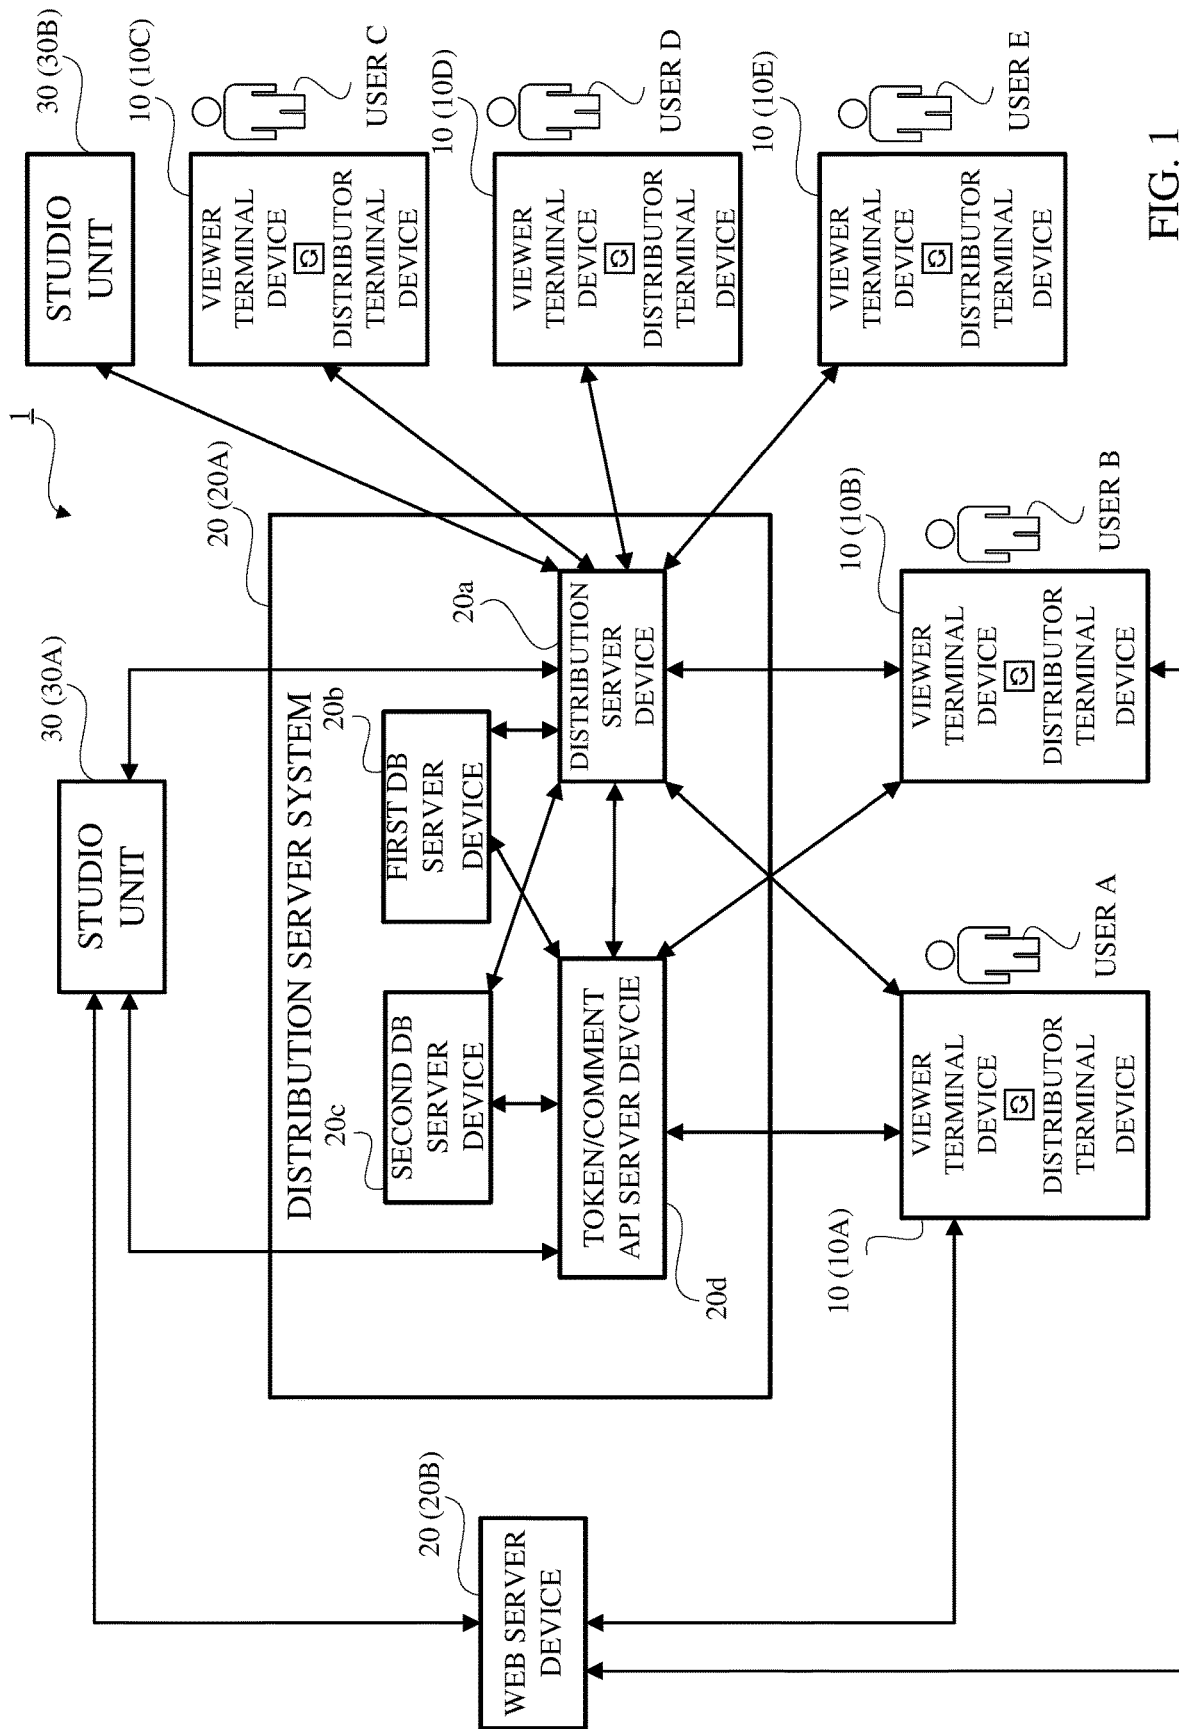 1
30 (30A)
STUDIO
UNIT
30 (30B)
STUDIO
UNIT
20 (20A)
DISTRIBUTION SERVER SYSTEM
20c
SECOND DB
SERVER
DEVICE
20b
FIRST DB
SERVER
DEVICE
20a
DISTRIBUTION
SERVER
DEVICE
TOKEN/COMMENT
API SERVER DEVCIE
20d
20 (20B)
WEB SERVER
DEVICE
10 (10C)
VIEWER
TERMINAL
DEVICE
DISTRIBUTOR
TERMINAL
DEVICE
USER C
10 (10D)
VIEWER
TERMINAL
DEVICE
DISTRIBUTOR
TERMINAL
DEVICE
USER D
10 (10E)
VIEWER
TERMINAL
DEVICE
DISTRIBUTOR
TERMINAL
DEVICE
USER E
10 (10A)
VIEWER
TERMINAL
DEVICE
DISTRIBUTOR
TERMINAL
DEVICE
USER A
10 (10B)
VIEWER
TERMINAL
DEVICE
DISTRIBUTOR
TERMINAL
DEVICE
USER B
FIG. 1